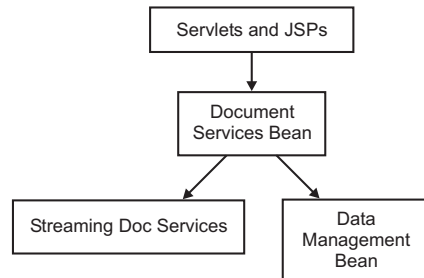 Servlets and JSPs
Document
Services Bean
Streaming Doc Services
Data
Management
Bean